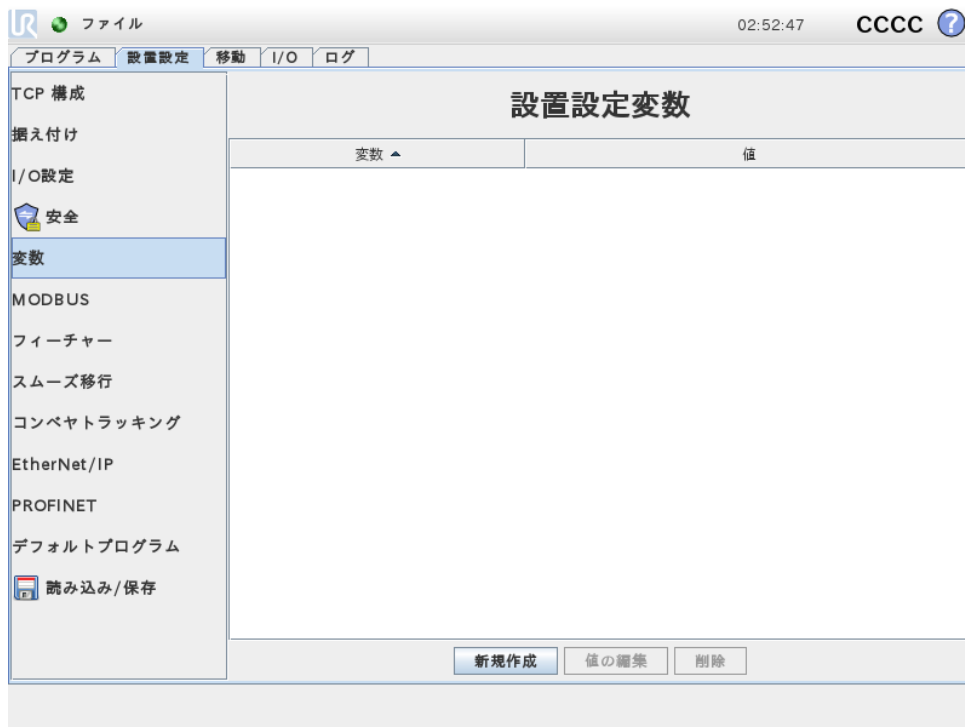 UR ファイル 02:52:47 CCCC ?
プログラム 設置設定 移動 I/O ログ
TCP 構成
据え付け
I/O設定
安全
変数
MODBUS
フィーチャー
スムーズ移行
コンベヤトラッキング
EtherNet/IP
PROFINET
デフォルトプログラム
読み込み/保存
設置設定変数
変数 値
新規作成 値の編集 削除